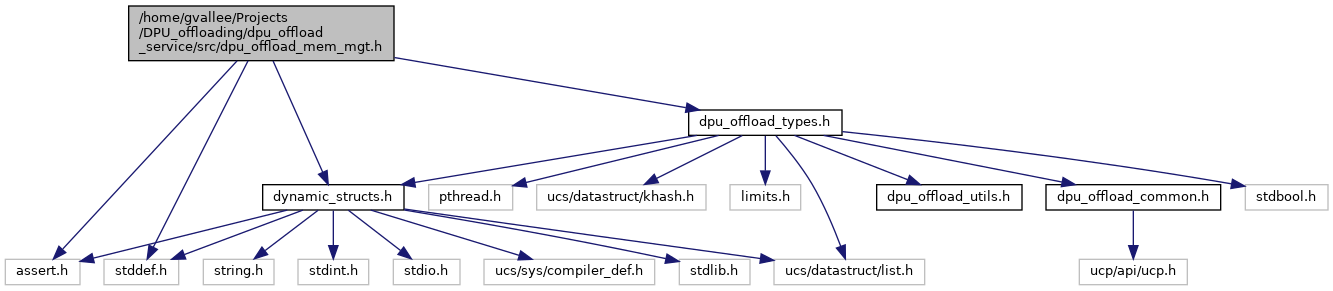 /home/gvallee/Projects
/DPU_offloading/dpu_offload
_service/src/dpu_offload_mem_mgt.h
dpu_offload_types.h
dynamic_structs.h
pthread.h
ucs/datastruct/khash.h
limits.h
dpu_offload_utils.h
dpu_offload_common.h
stdbool.h
assert.h
stddef.h
string.h
stdint.h
stdio.h
ucs/sys/compiler_def.h
stdlib.h
ucs/datastruct/list.h
ucp/api/ucp.h